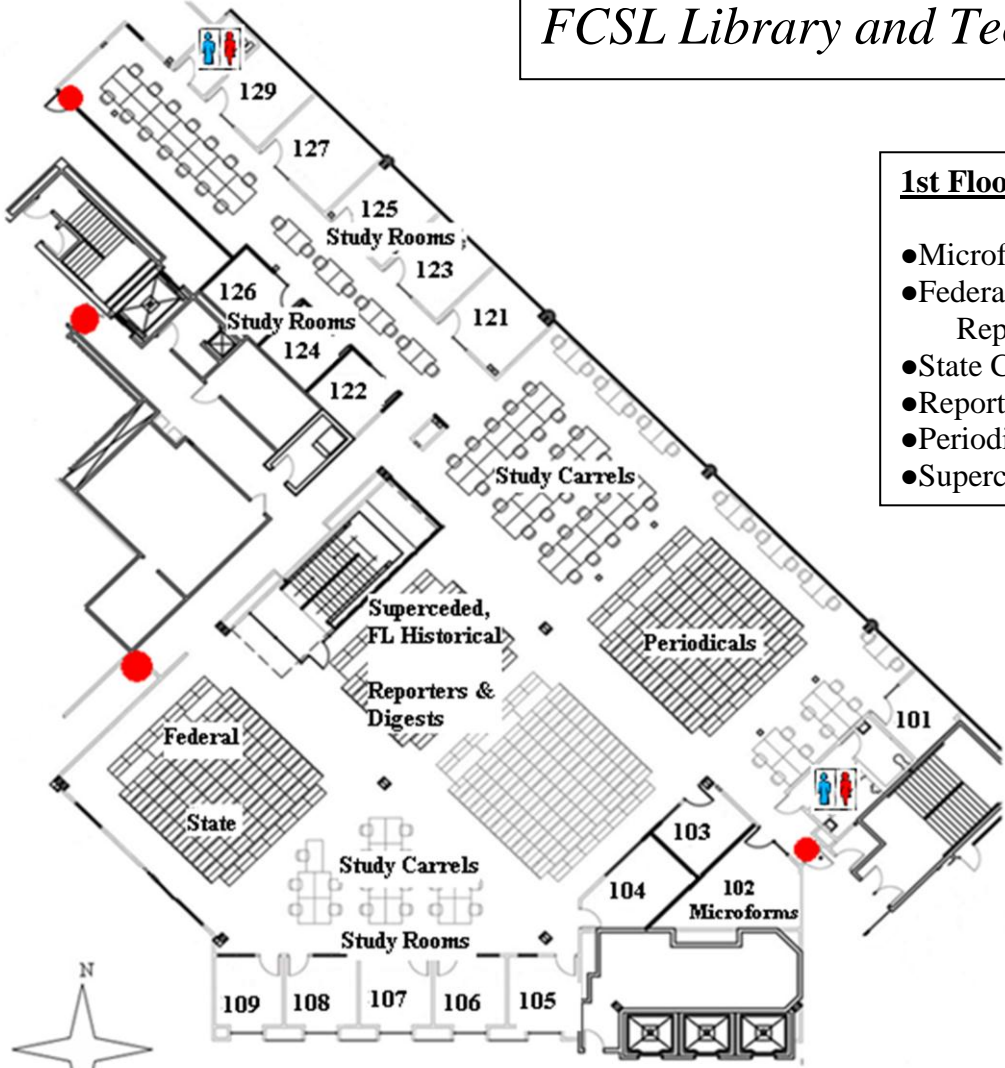 FCSL Library and Te
1st Floo
●Microf
●Federa
Rep
●State C
●Report
●Periodi
●Superc
129
127
125
Study Rooms
123
126
Study Rooms
121
124
122
Study Carrels
Superceded,
FL Historical
Periodicals
Reporters &
Digests
101
Federal
State
103
Study Carrels
104
102
Microforms
Study Rooms
109
108
107
106
105
N